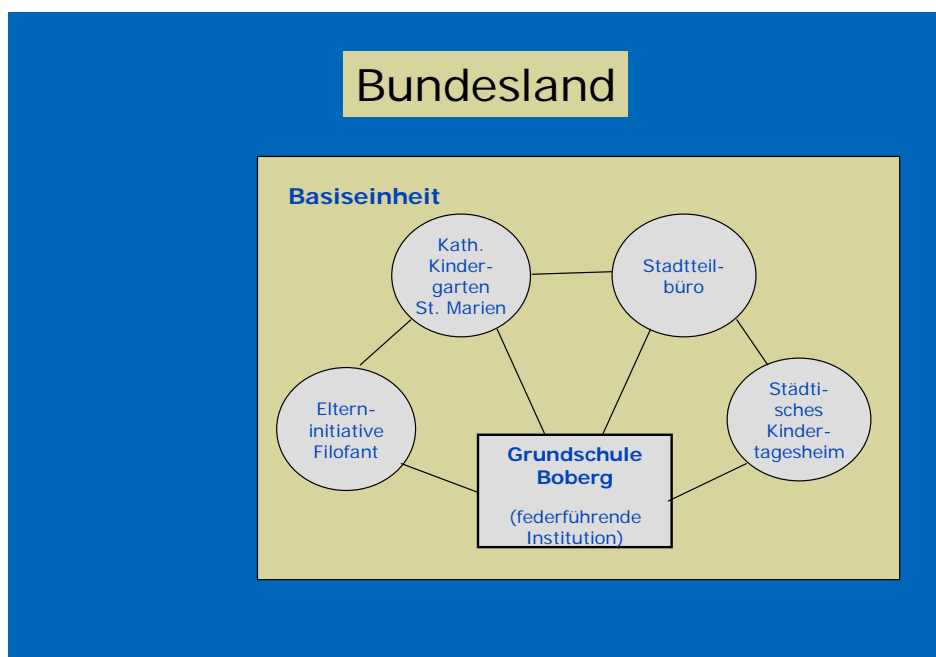 Bundesland
Basiseinheit
Kath.
Kinder-
garten
St. Marien
Stadtteil-
büro
Eltern-
initiative
Filofant
Städti-
sches
Kinder-
tagesheim
Grundschule
Boberg
(federführende
Institution)